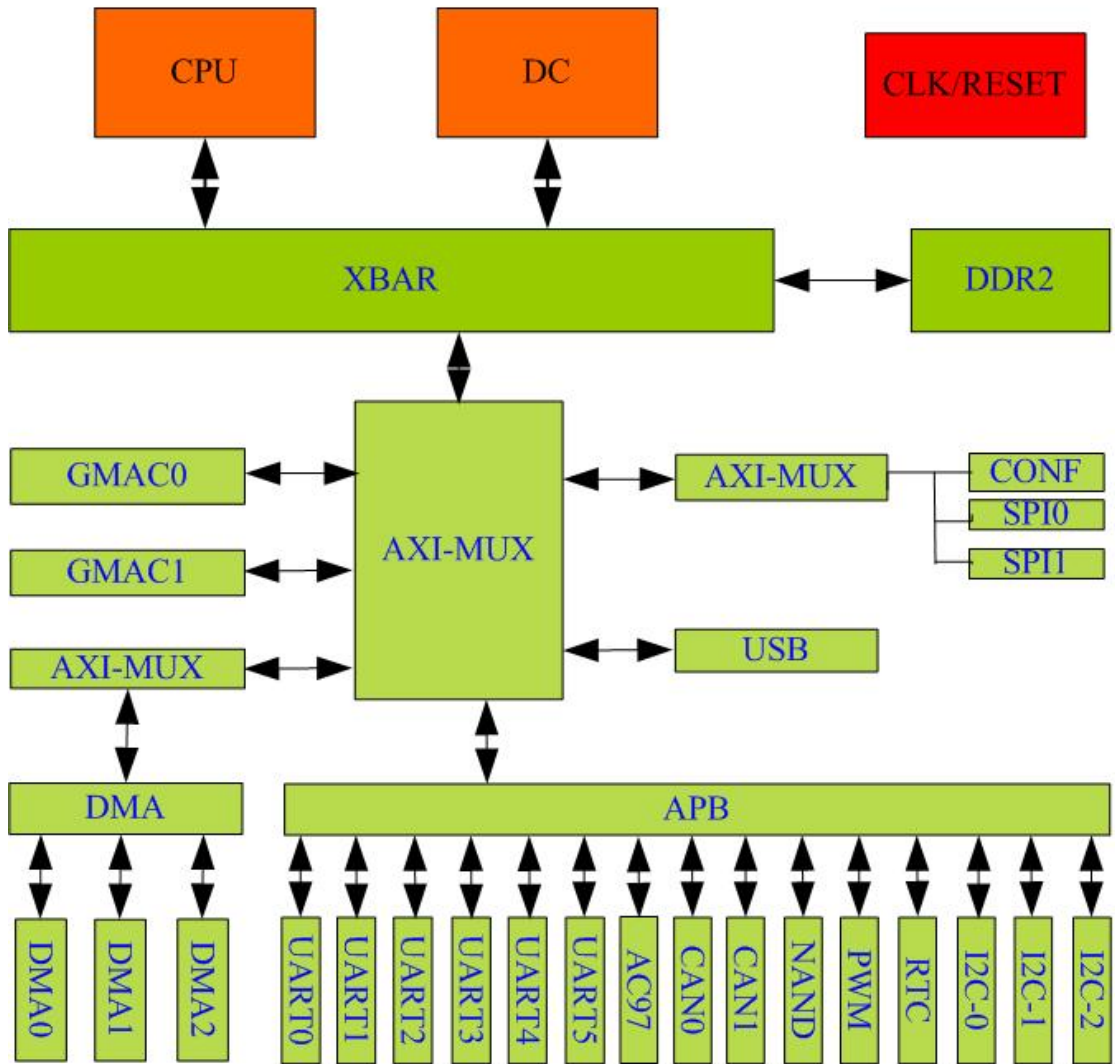 CPU
DC
CLK/RESET
XBAR
DDR2
GMAC0
AXI-MUX
AXI-MUX
CONF
SPI0
GMAC1
SPI1
AXI-MUX
USB
DMA
APB
DMA0
DMA1
DMA2
UART0
UART1
UART2
UART3
UART4
UART5
AC97
CAN0
CAN1
NAND
PWM
RTC
I2C-0
I2C-1
I2C-2